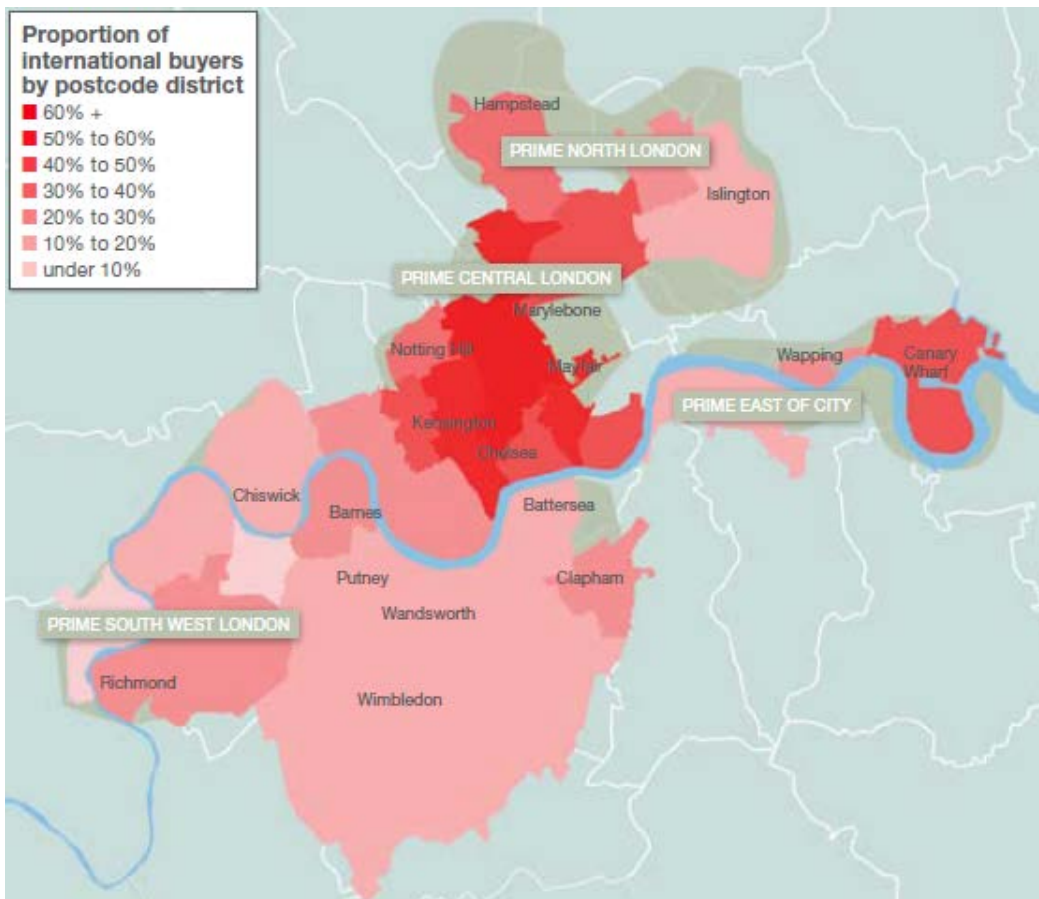 Proportion of
international buyers
by postcode district
60% +
50% to 60%
40% to 50%
30% to 40%
20% to 30%
10% to 20%
under 10%
Hampstead
PRIME NORTH LONDON
Islington
PRIME CENTRAL LONDON
Marylebone
Notting Hill
Mayfair
Wapping
Canary
Wharf
PRIME EAST OF CITY
Kensington
Chelsea
Chiswick
Barnes
Battersea
Putney
Clapham
Wandsworth
PRIME SOUTH WEST LONDON
Richmond
Wimbledon